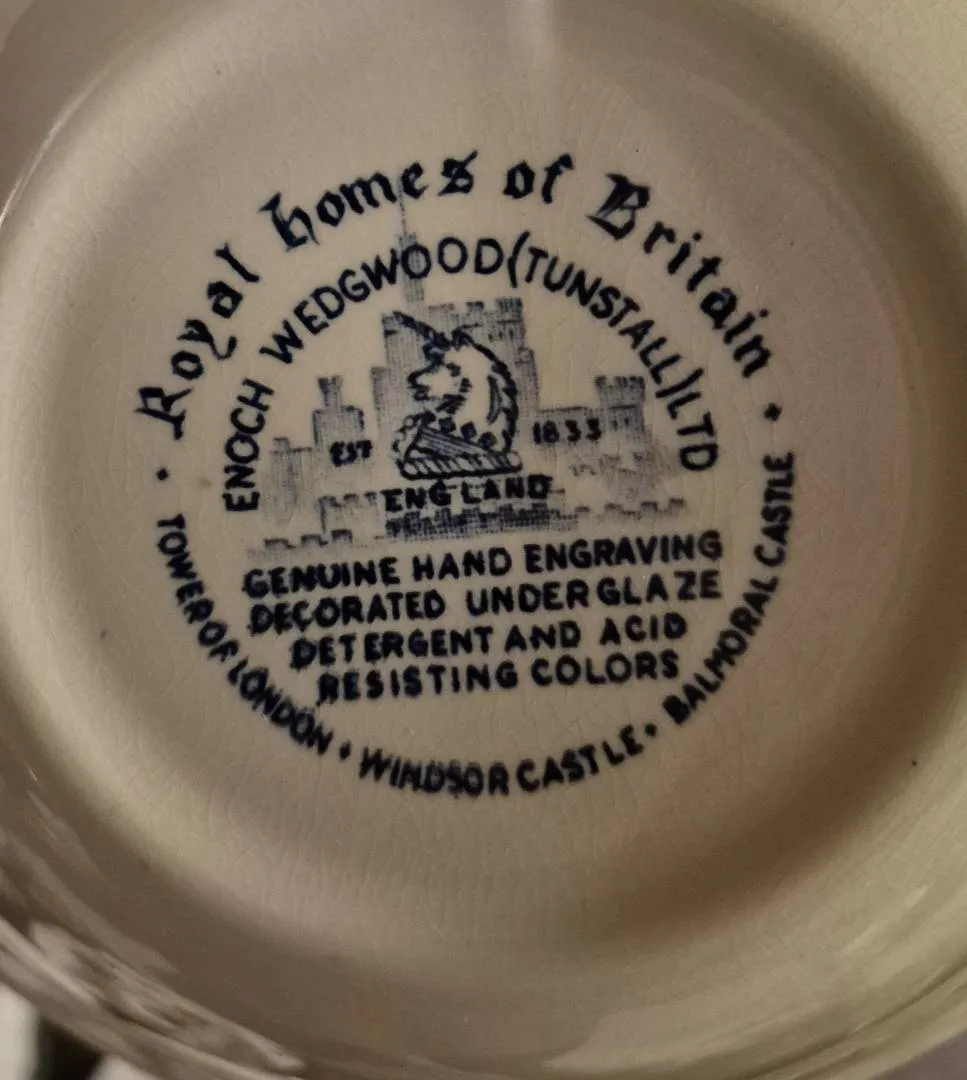 Royal homes of Britain
ENOCH WEDGWOOD (TUNSTALL) LTD
EST 1833
ENGLAND
GENUINE HAND ENGRAVING
DECORATED UNDERGLAZE
DETERGENT AND ACID
RESISTING COLORS
TOWER OF LONDON · WINDSOR CASTLE · BALMORAL CASTLE